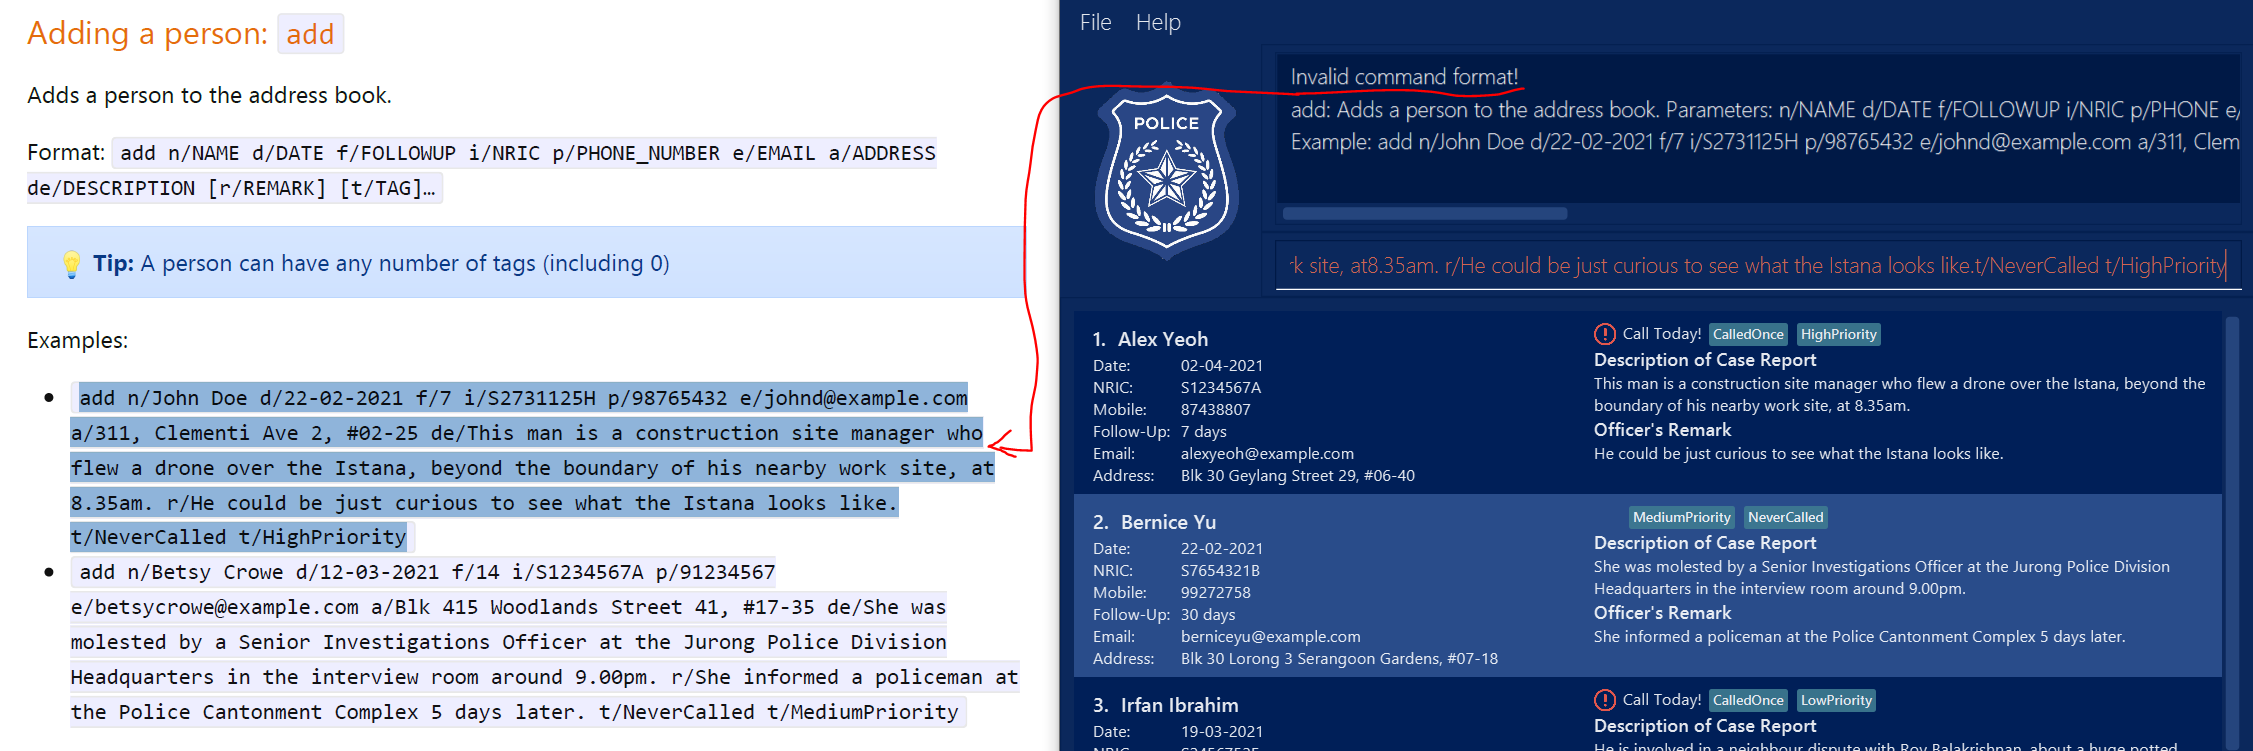 Adding a person: add
Adds a person to the address book.
Format: add n/NAME d/DATE f/FOLLOWUP i/NRIC p/PHONE_NUMBER e/EMAIL a/ADDRESS
de/DESCRIPTION [r/REMARK] [t/TAG]…
Tip: A person can have any number of tags (including 0)
Examples:
add n/John Doe d/22-02-2021 f/7 i/S2731125H p/98765432 e/johnd@example.com
a/311, Clementi Ave 2, #02-25 de/This man is a construction site manager who
flew a drone over the Istana, beyond the boundary of his nearby work site, at
8.35am. r/He could be just curious to see what the Istana looks like.
t/NeverCalled t/HighPriority
add n/Betsy Crowe d/12-03-2021 f/14 i/S1234567A p/91234567
e/betsycrowe@example.com a/Blk 415 Woodlands Street 41, #17-35 de/She was
molested by a Senior Investigations Officer at the Jurong Police Division
Headquarters in the interview room around 9.00pm. r/She informed a policeman at
the Police Cantonment Complex 5 days later. t/NeverCalled t/MediumPriority
File Help
POLICE
Invalid command format!
add: Adds a person to the address book. Parameters: n/NAME d/DATE f/FOLLOWUP i/NRIC p/PHONE e/
Example: add n/John Doe d/22-02-2021 f/7 i/S2731125H p/98765432 e/johnd@example.com a/311, Clem
rk site, at8.35am. r/He could be just curious to see what the Istana looks like.t/NeverCalled t/HighPriority
1. Alex Yeoh
Date: 02-04-2021
NRIC: S1234567A
Mobile: 87438807
Follow-Up: 7 days
Email: alexyeoh@example.com
Address: Blk 30 Geylang Street 29, #06-40
Call Today! CalledOnce HighPriority
Description of Case Report
This man is a construction site manager who flew a drone over the Istana, beyond the
boundary of his nearby work site, at 8.35am.
Officer's Remark
He could be just curious to see what the Istana looks like.
2. Bernice Yu
Date: 22-02-2021
NRIC: S7654321B
Mobile: 99272758
Follow-Up: 30 days
Email: berniceyu@example.com
Address: Blk 30 Lorong 3 Serangoon Gardens, #07-18
MediumPriority NeverCalled
Description of Case Report
She was molested by a Senior Investigations Officer at the Jurong Police Division
Headquarters in the interview room around 9.00pm.
Officer's Remark
She informed a policeman at the Police Cantonment Complex 5 days later.
3. Irfan Ibrahim
Date: 19-03-2021
Call Today! CalledOnce LowPriority
Description of Case Report
He is involved in a neighbour dispute with Roy Balakrishnan, about a huge potted